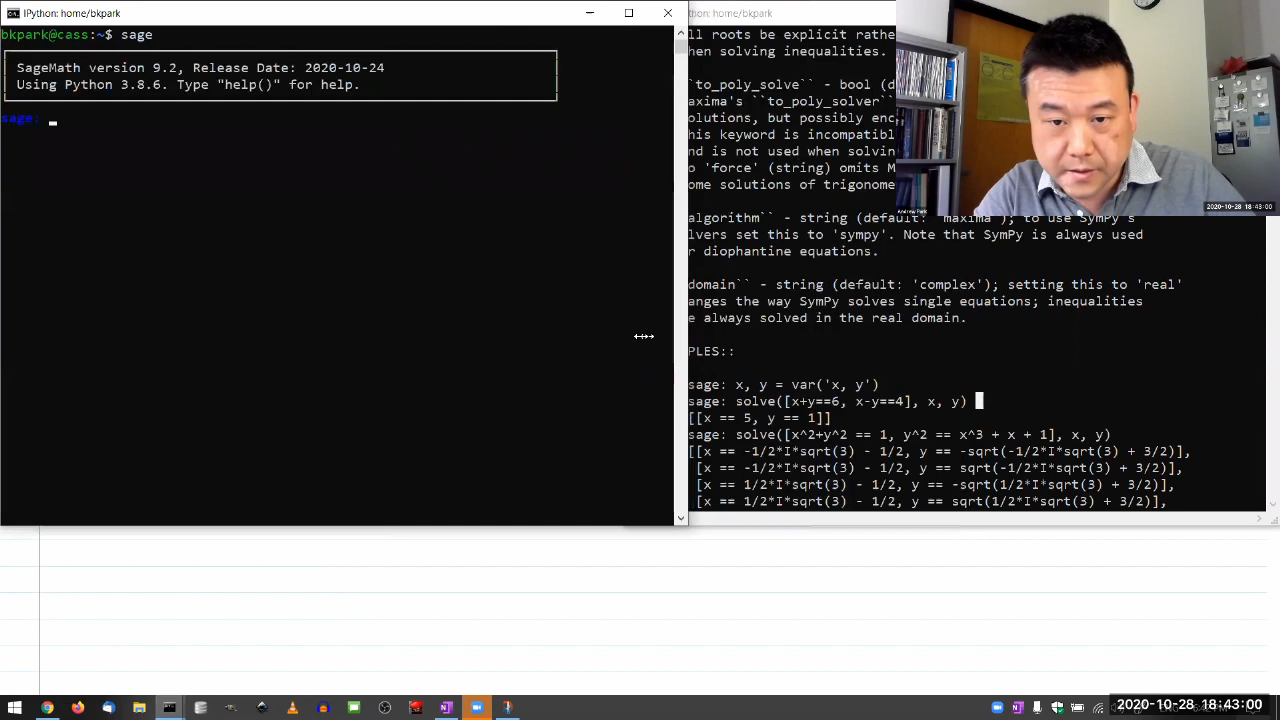 IPython: home/bkpark
bkpark@cass:~$ sage
SageMath version 9.2, Release Date: 2020-10-24
Using Python 3.8.6. Type "help()" for help.
sage:
home/bkpark
ll roots be explicit rathe
hen solving inequalities.
`to_poly_solve`` - bool (d
axima's ``to_poly_solver``
olutions, but possibly enc
his keyword is incompatibl
nd is not used when solvin
o 'force' (string) omits M
ome solutions of trigonome
algorithm`` - string (default: 'maxima'); to use SymPy's
lvers set this to 'sympy'. Note that SymPy is always used
r diophantine equations.
domain`` - string (default: 'complex'); setting this to 'real'
anges the way SymPy solves single equations; inequalities
e always solved in the real domain.
PLES::
sage: x, y = var('x, y')
sage: solve([x+y==6, x-y==4], x, y)
[[x == 5, y == 1]]
sage: solve([x^2+y^2 == 1, y^2 == x^3 + x + 1], x, y)
[[x == -1/2*I*sqrt(3) - 1/2, y == -sqrt(-1/2*I*sqrt(3) + 3/2)],
[x == -1/2*I*sqrt(3) - 1/2, y == sqrt(-1/2*I*sqrt(3) + 3/2)],
[x == 1/2*I*sqrt(3) - 1/2, y == -sqrt(1/2*I*sqrt(3) + 3/2)],
[x == 1/2*I*sqrt(3) - 1/2, y == sqrt(1/2*I*sqrt(3) + 3/2)],
Andrew Park
2020-10-28 18:43:00
2020-10-28 18:43:00